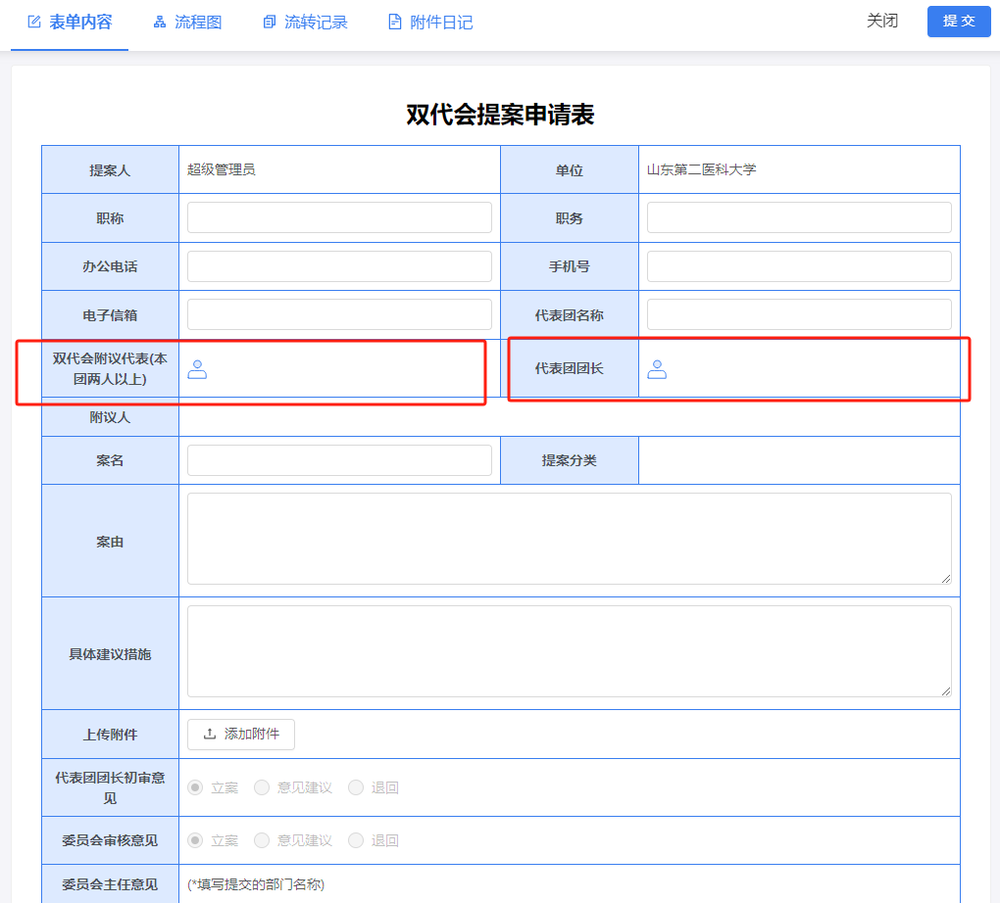 表单内容 流程图 流转记录 附件日记 关闭 提 交
双代会提案申请表
提案人 超级管理员 单位 山东第二医科大学
职称 职务
办公电话 手机号
电子信箱 代表团名称
双代会附议代表(本
团两人以上) 代表团团长
附议人
案名 提案分类
案由
具体建议措施
上传附件 添加附件
代表团团长初审意
见 立案 意见建议 退回
委员会审核意见 立案 意见建议 退回
委员会主任意见 (*填写提交的部门名称)